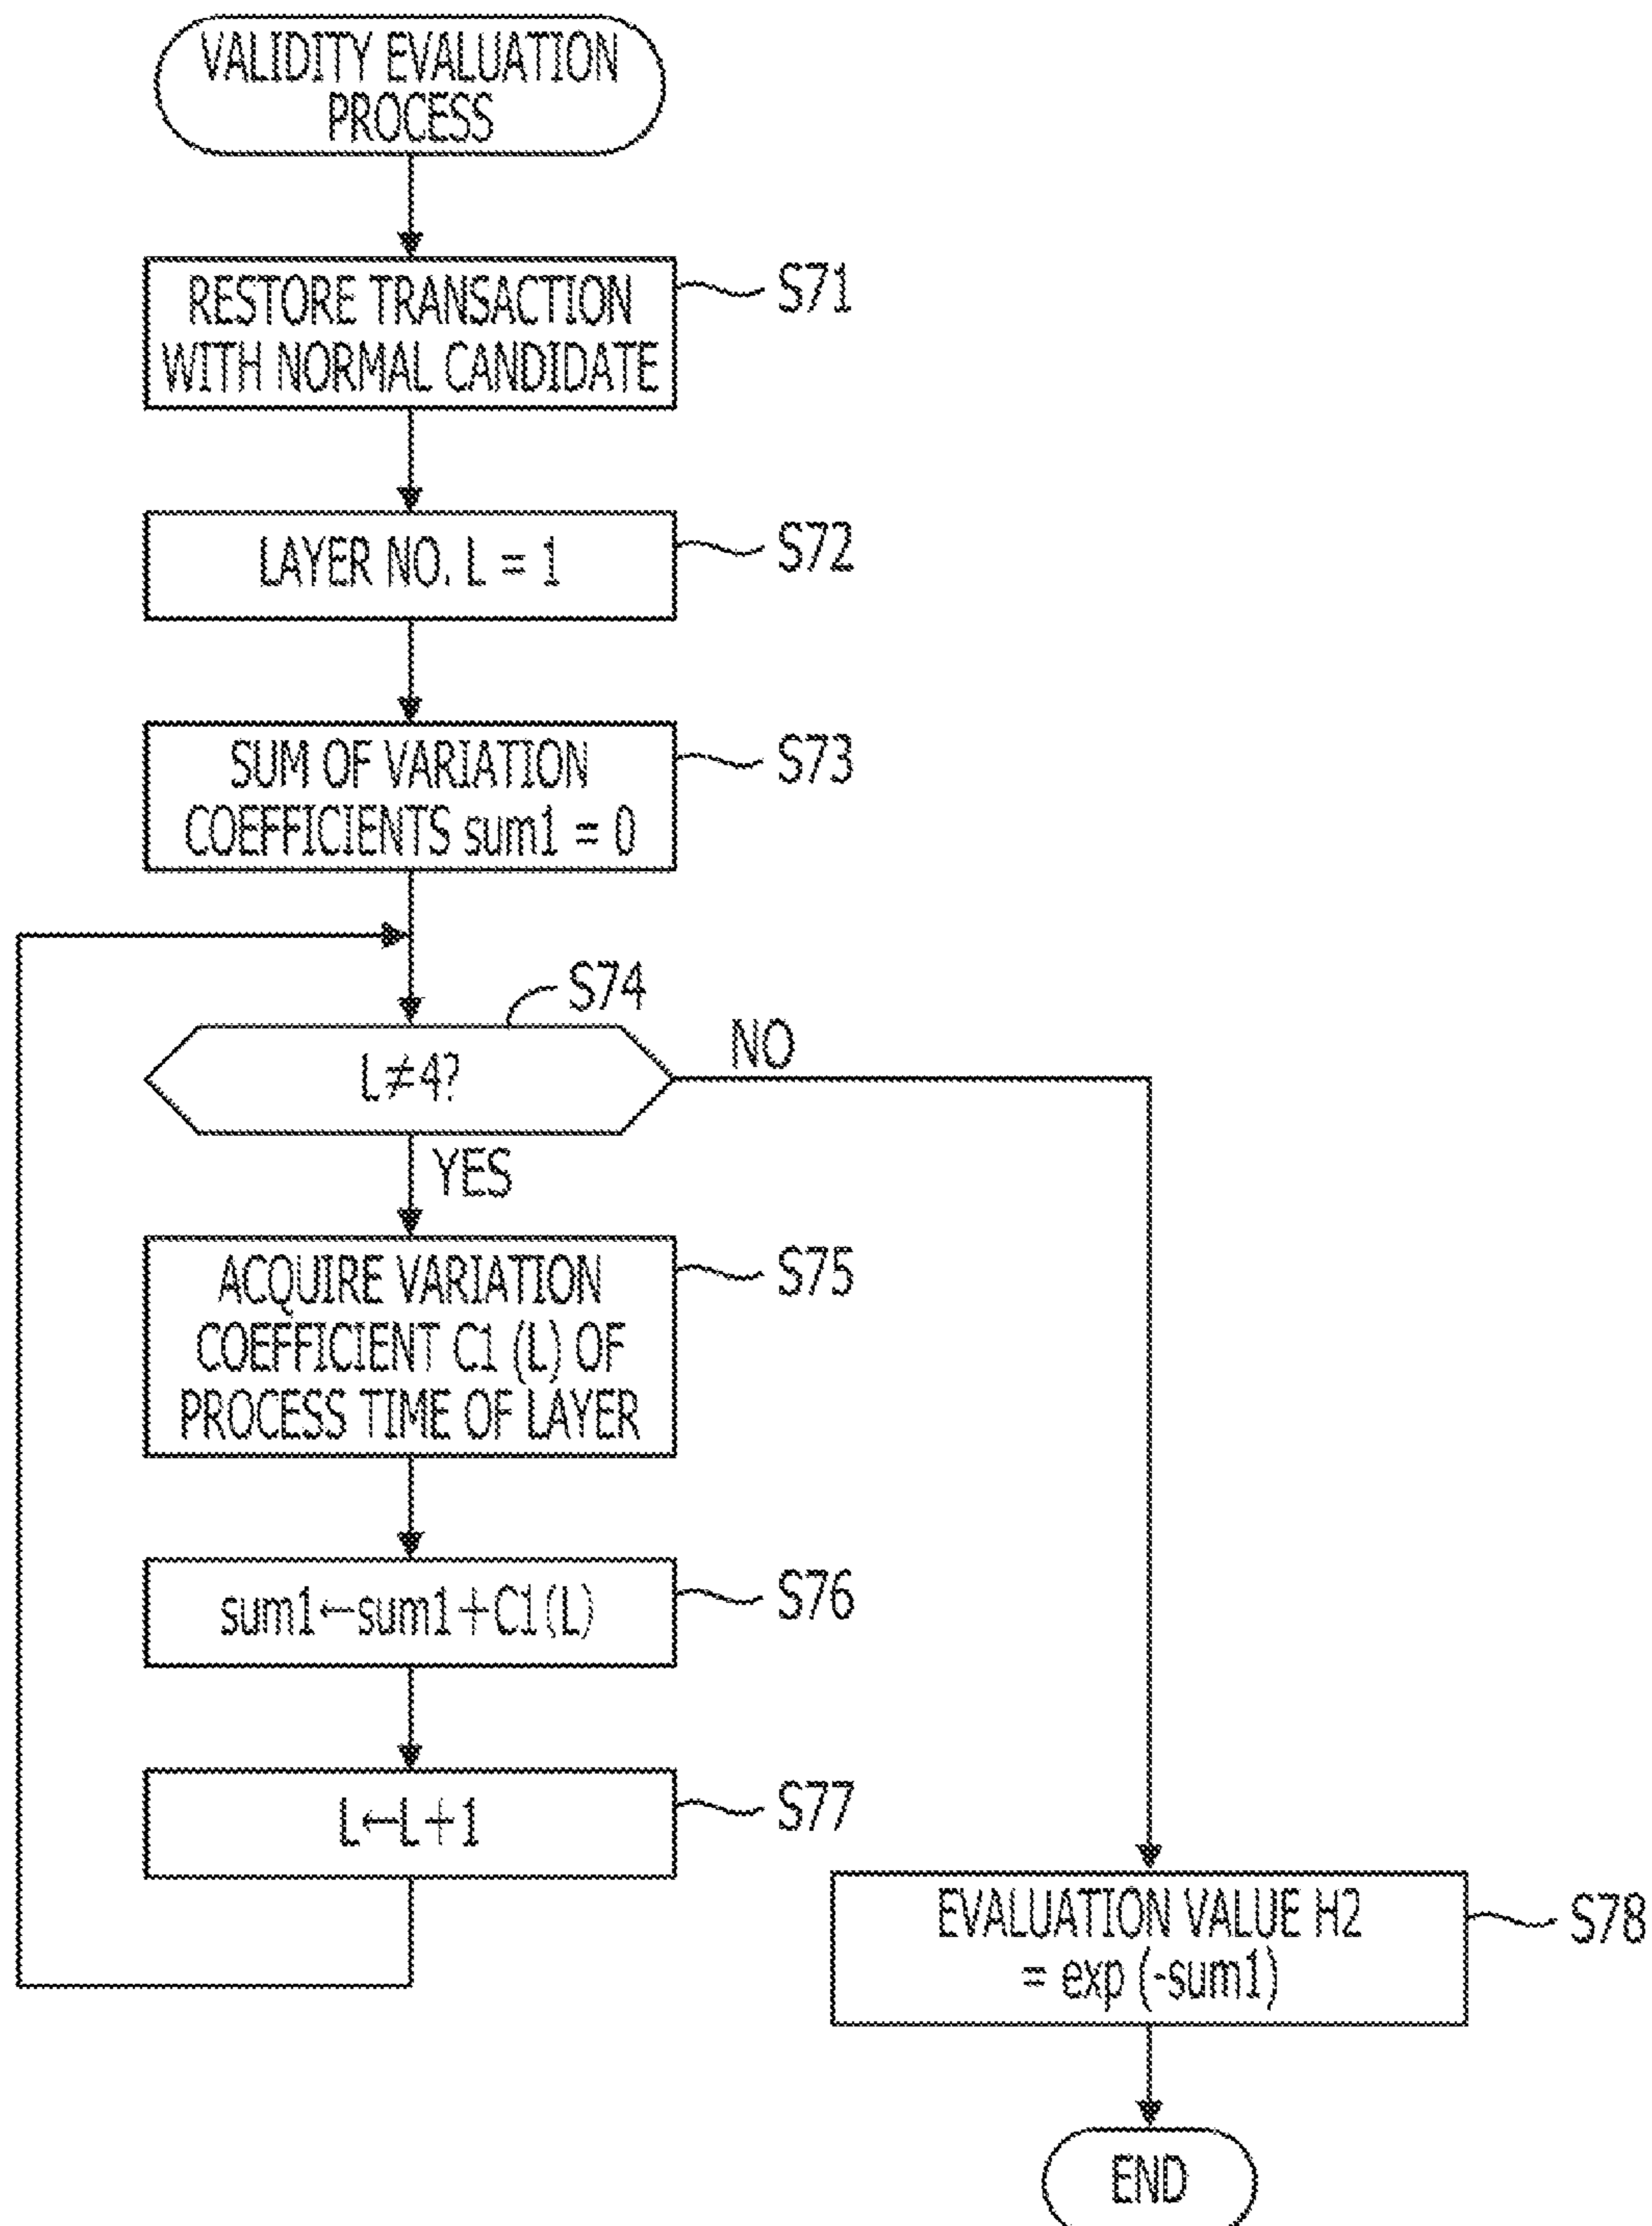 VALIDITY EVALUATION
PROCESS
RESTORE TRANSACTION
WITH NORMAL CANDIDATE
S71
LAYER NO. L = 1
S72
SUM OF VARIATION
COEFFICIENTS sum1 = 0
S73
S74
L≠4?
NO
YES
ACQUIRE VARIATION
COEFFICIENT C1 (L) OF
PROCESS TIME OF LAYER
S75
sum1←sum1+C1(L)
S76
L←L+1
S77
EVALUATION VALUE H2
= exp (-sum1)
S78
END